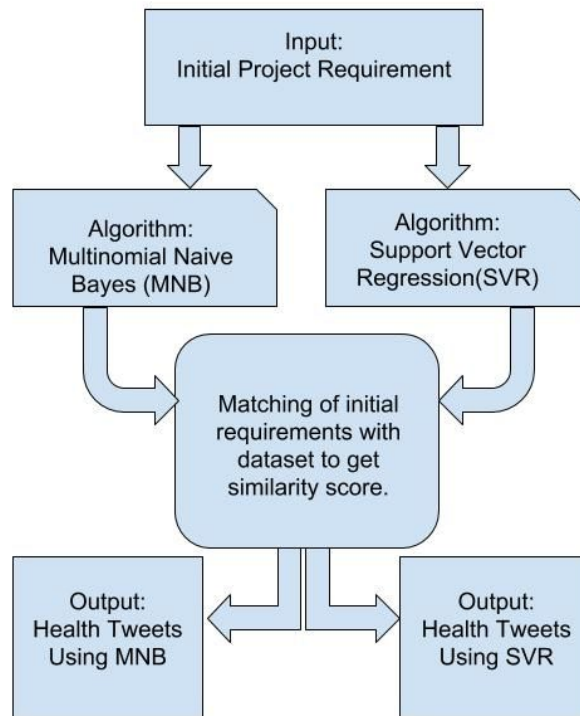 Input:
Initial Project Requirement
Algorithm:
Multinomial Naive
Bayes (MNB)
Algorithm:
Support Vector
Regression(SVR)
Matching of initial
requirements with
dataset to get
similarity score.
Output:
Health Tweets
Using MNB
Output:
Health Tweets
Using SVR